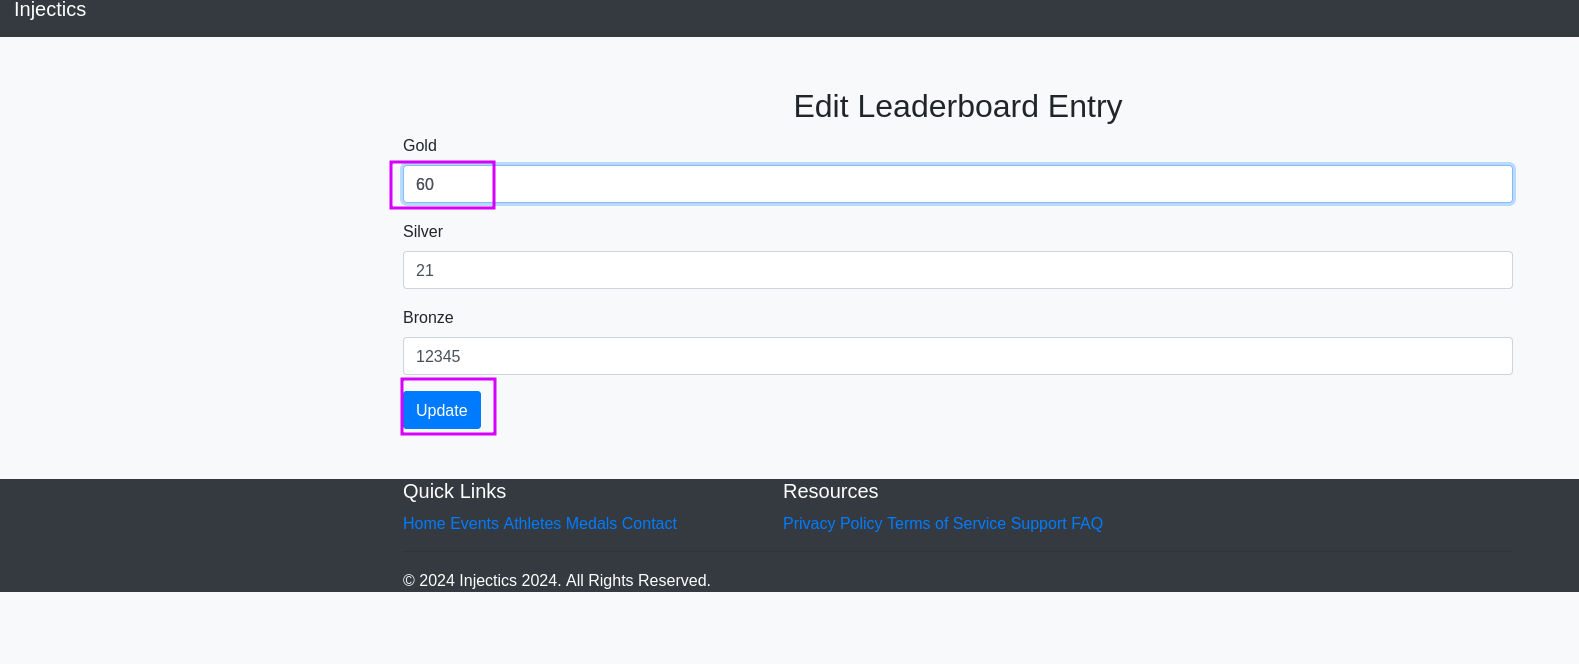 Injectics
Edit Leaderboard Entry
Gold
60
Silver
21
Bronze
12345
Update
Quick Links
Resources
Home Events Athletes Medals Contact
Privacy Policy Terms of Service Support FAQ
© 2024 Injectics 2024. All Rights Reserved.